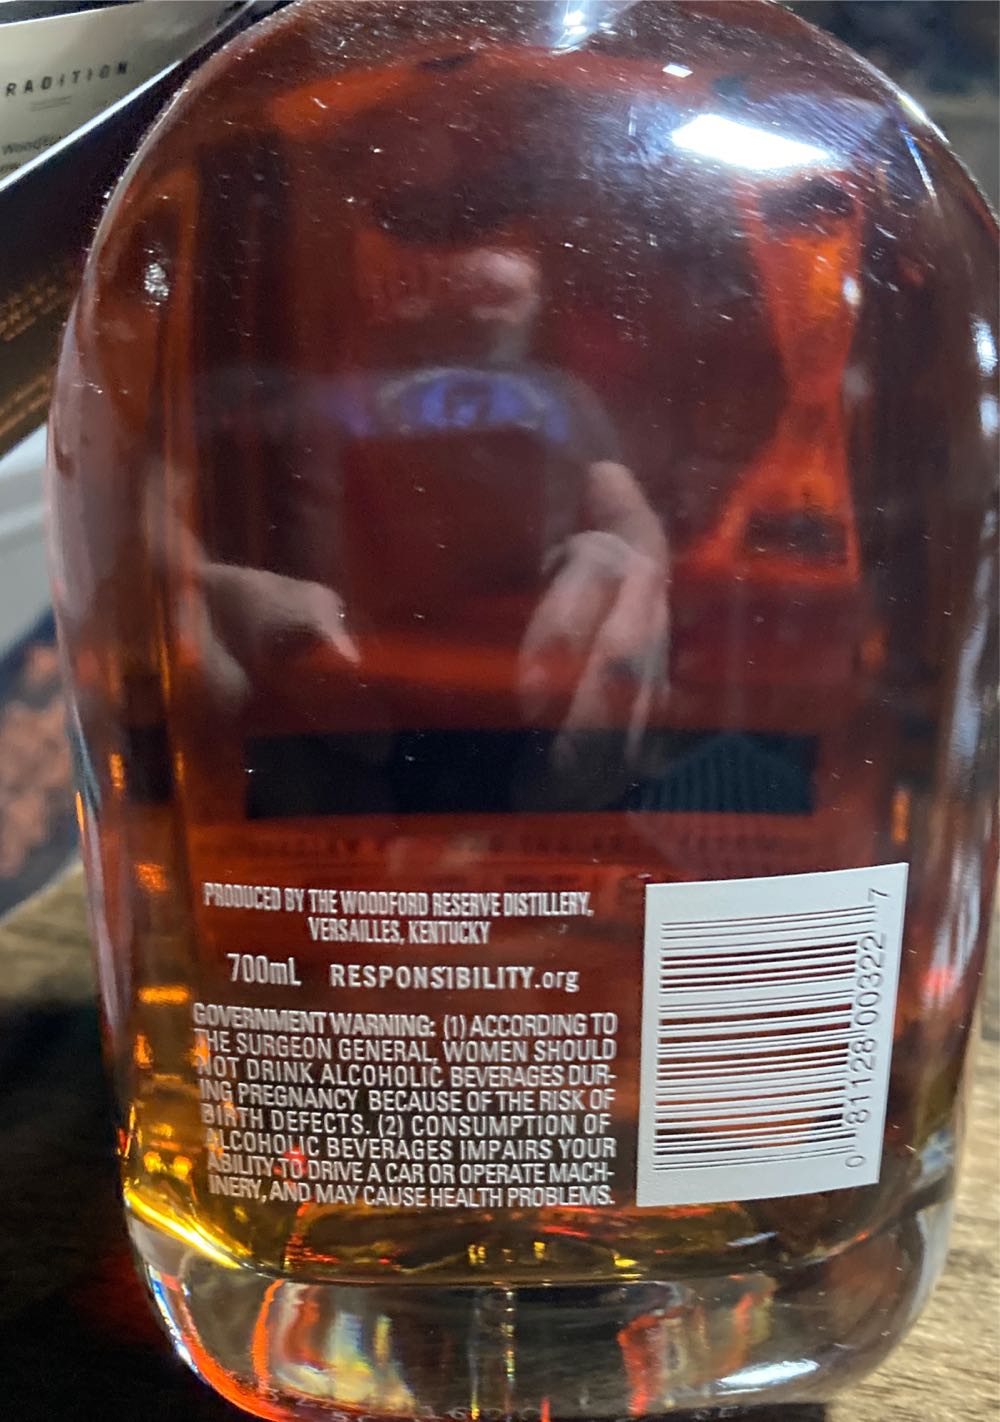 RADITION
PRODUCED BY THE WOODFORD RESERVE DISTILLERY,
VERSAILLES, KENTUCKY
700mL RESPONSIBILITY.org
GOVERNMENT WARNING: (1) ACCORDING TO
THE SURGEON GENERAL, WOMEN SHOULD
NOT DRINK ALCOHOLIC BEVERAGES DUR-
ING PREGNANCY BECAUSE OF THE RISK OF
BIRTH DEFECTS. (2) CONSUMPTION OF
ALCOHOLIC BEVERAGES IMPAIRS YOUR
ABILITY TO DRIVE A CAR OR OPERATE MACH-
INERY, AND MAY CAUSE HEALTH PROBLEMS.
0 81128 00322 7